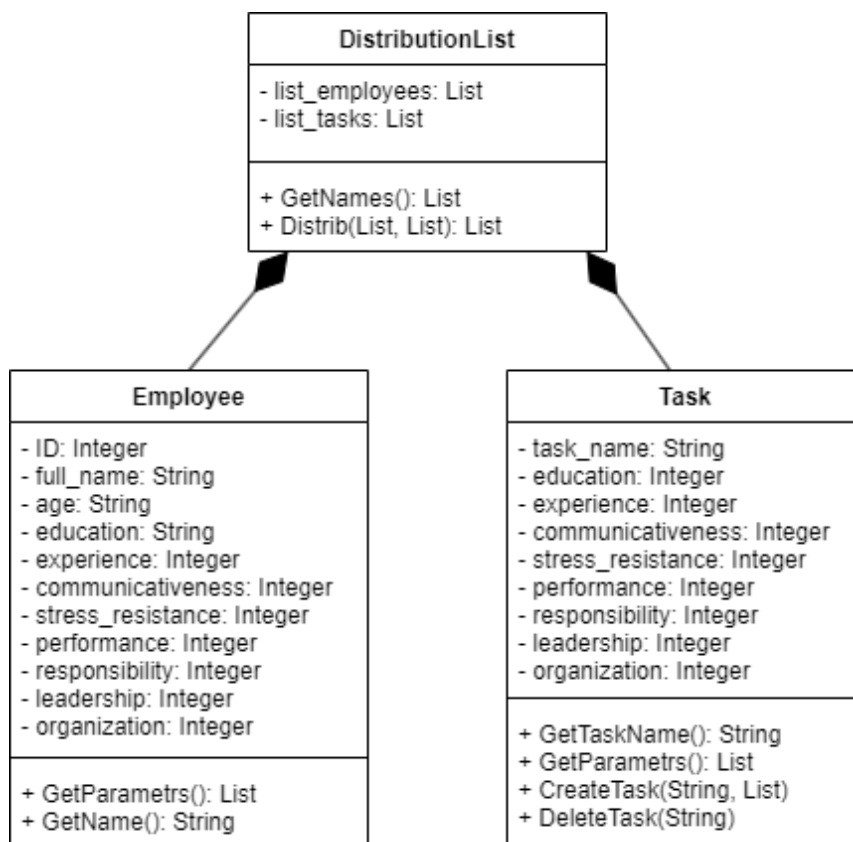 DistributionList
- list_employees: List
- list_tasks: List
+ GetNames(): List
+ Distrib(List, List): List
Employee
- ID: Integer
- full_name: String
- age: String
- education: String
- experience: Integer
- communicativeness: Integer
- stress_resistance: Integer
- performance: Integer
- responsibility: Integer
- leadership: Integer
- organization: Integer
+ GetParametrs(): List
+ GetName(): String
Task
- task_name: String
- education: Integer
- experience: Integer
- communicativeness: Integer
- stress_resistance: Integer
- performance: Integer
- responsibility: Integer
- leadership: Integer
- organization: Integer
+ GetTaskName(): String
+ GetParametrs(): List
+ CreateTask(String, List)
+ DeleteTask(String)